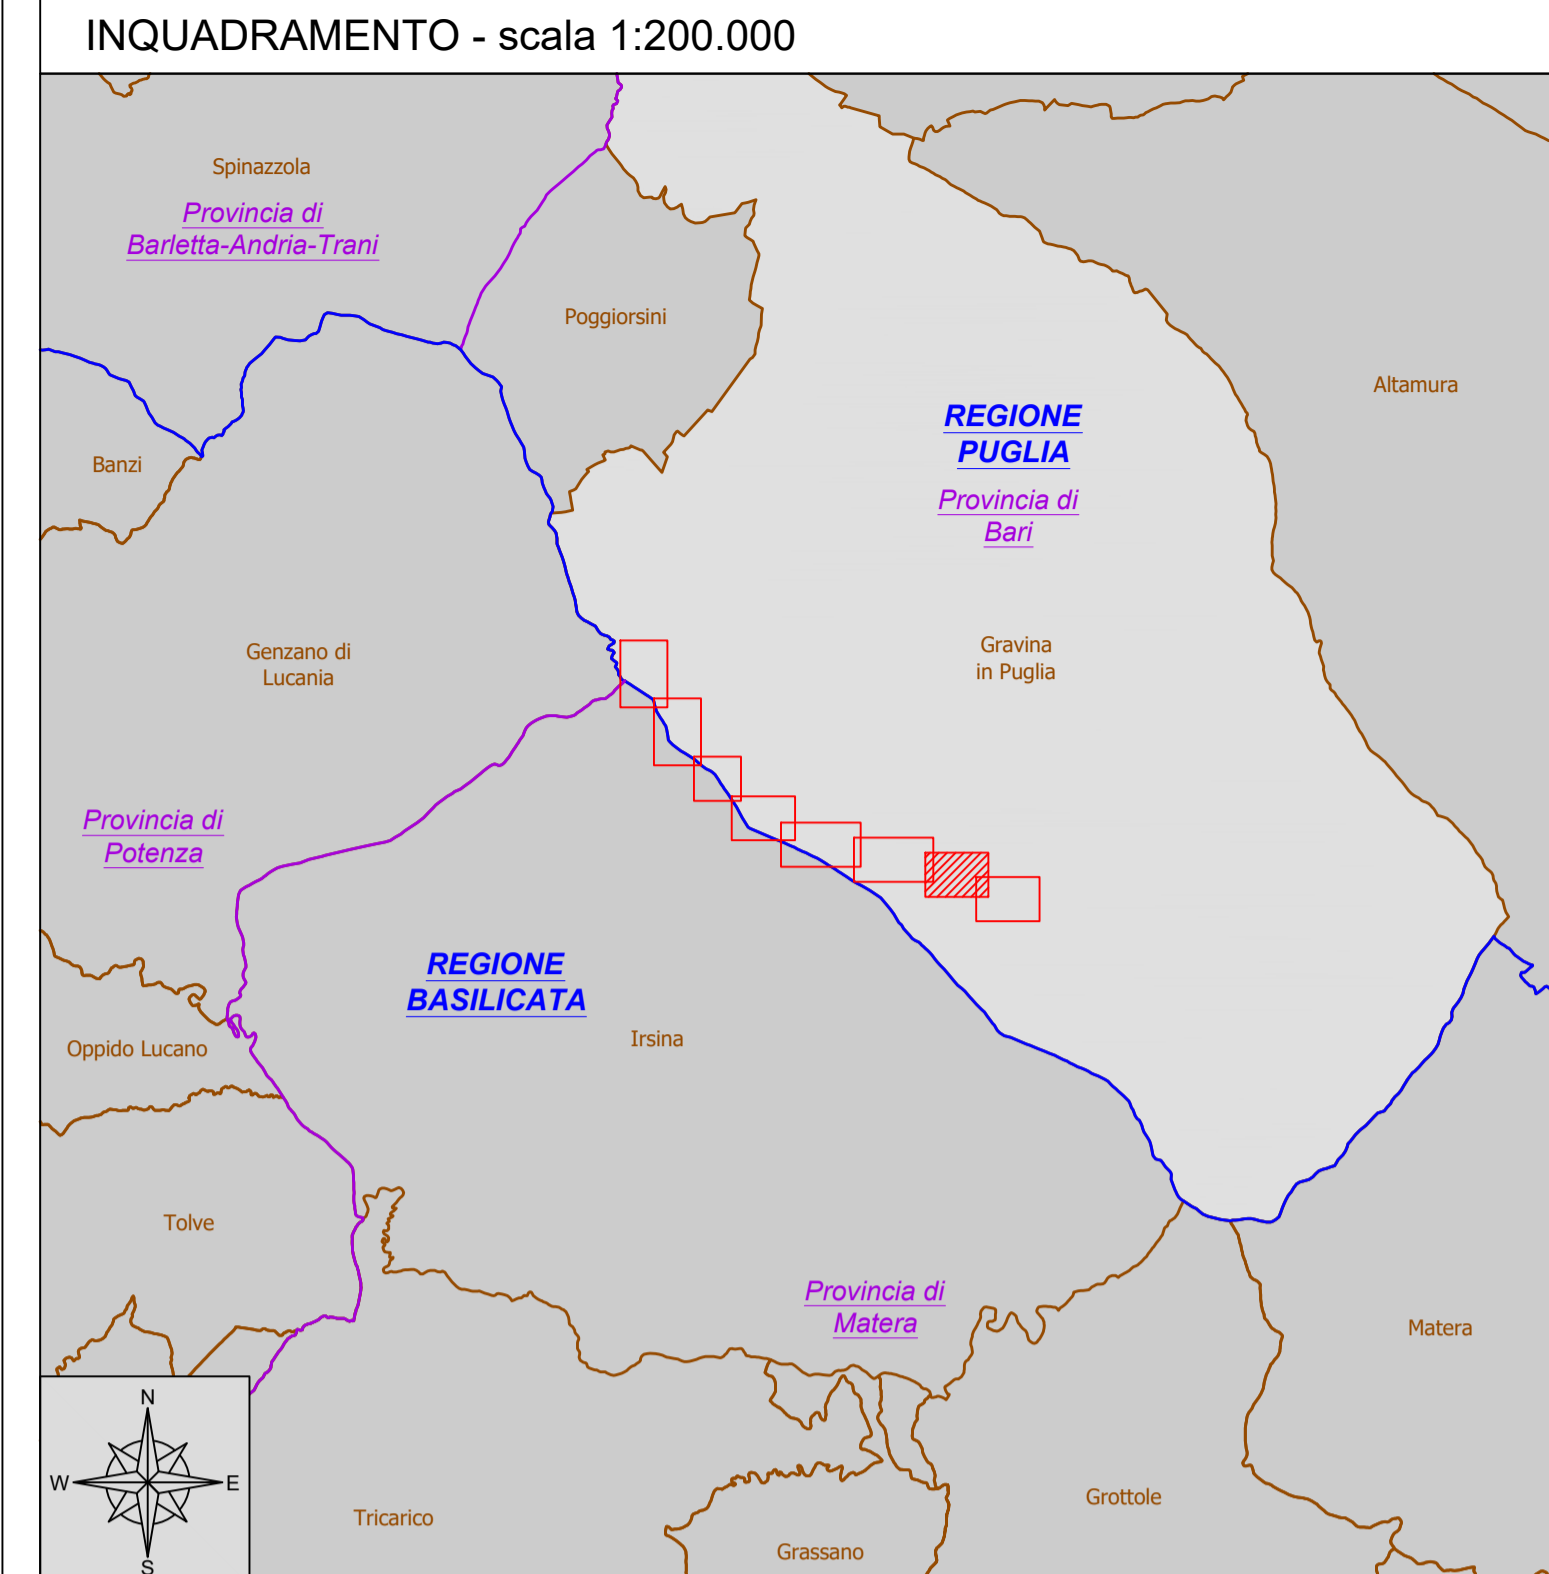 INQUADRAMENTO - scala 1:200.000
Spinazzola
Provincia di
Barletta-Andria-Trani
Poggiorsini
Altamura
REGIONE
PUGLIA
Banzi
Provincia di
Bari
Genzano di
Lucania
Gravina
in Puglia
Provincia di
Potenza
REGIONE
BASILICATA
Irsina
Oppido Lucano
Tolve
Provincia di
Matera
Matera
N
W
E
S
Tricarico
Grottole
Grassano